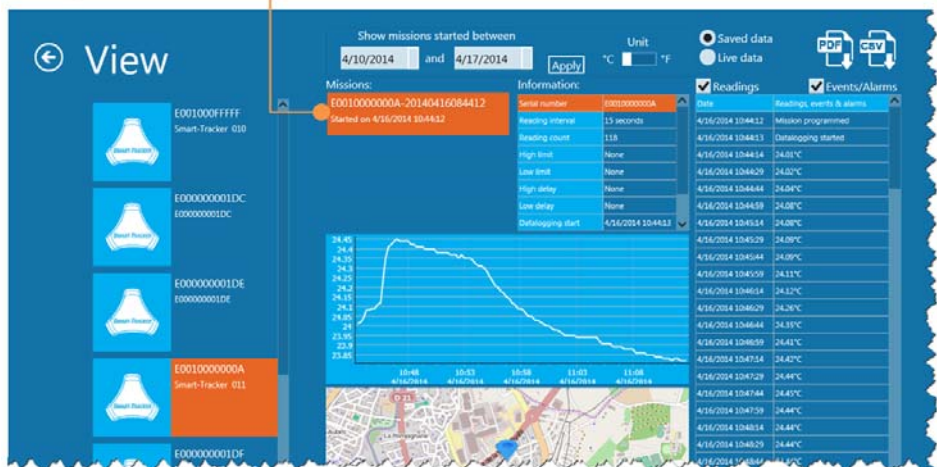 View
Show missions started between
4/10/2014 and 4/17/2014
Apply
Unit
°C °F
Saved data
Live data
PDF
CSV
E001000FFFFF
Smart-Tracker 010
E000000001DC
E000000001DC
E000000001DE
E000000001DE
E0010000000A
Smart-Tracker 011
E000000001DF
Missions:
E0010000000A-20140416084412
Started on 4/16/2014 10:44:12
Information:
Serial number E0010000000A
Reading interval 15 seconds
Reading count 118
High limit None
Low limit None
High delay None
Low delay None
Datalogging start 4/16/2014 10:44:13
Readings
Events/Alarms
Date Readings, events & alarms
4/16/2014 10:44:12 Mission programmed
4/16/2014 10:44:13 Datalogging started
4/16/2014 10:44:14 24.01°C
4/16/2014 10:44:29 24.02°C
4/16/2014 10:44:44 24.04°C
4/16/2014 10:44:59 24.08°C
4/16/2014 10:45:14 24.08°C
4/16/2014 10:45:29 24.09°C
4/16/2014 10:45:44 24.09°C
4/16/2014 10:45:59 24.11°C
4/16/2014 10:46:14 24.12°C
4/16/2014 10:46:29 24.26°C
4/16/2014 10:46:44 24.35°C
4/16/2014 10:46:59 24.41°C
4/16/2014 10:47:14 24.42°C
4/16/2014 10:47:29 24.44°C
4/16/2014 10:47:44 24.45°C
4/16/2014 10:47:59 24.44°C
4/16/2014 10:48:14 24.44°C
4/16/2014 10:48:29 24.44°C
4/16/2014 10:48:44
24.45
24.4
24.35
24.3
24.25
24.2
24.15
24.1
24.05
24
23.95
23.9
23.85
10:48 10:53 10:58 11:03 11:08
4/16/2014 4/16/2014 4/16/2014 4/16/2014 4/16/2014
D 21